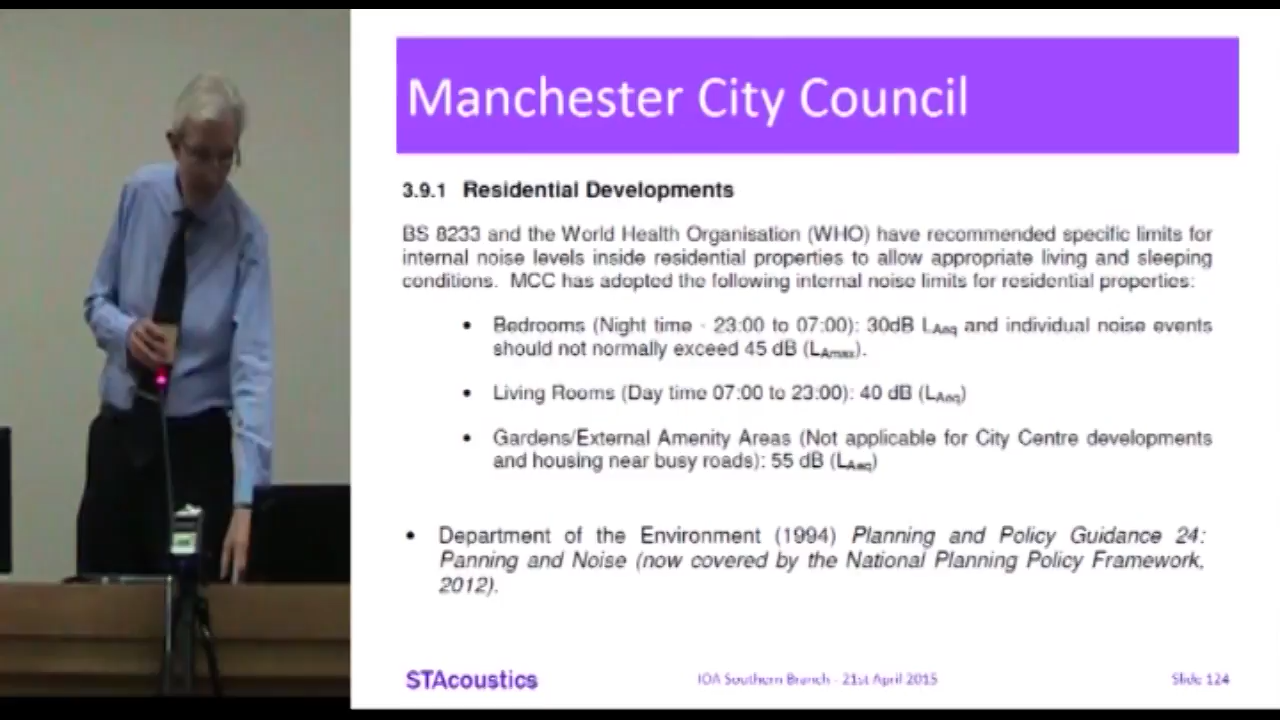 Manchester City Council
3.9.1 Residential Developments
BS 8233 and the World Health Organisation (WHO) have recommended specific limits for
internal noise levels inside residential properties to allow appropriate living and sleeping
conditions. MCC has adopted the following internal noise limits for residential properties:
• Bedrooms (Night time - 23:00 to 07:00): 30dB LAeq and individual noise events
should not normally exceed 45 dB (LAmax).
• Living Rooms (Day time 07:00 to 23:00): 40 dB (LAeq)
• Gardens/External Amenity Areas (Not applicable for City Centre developments
and housing near busy roads): 55 dB (LAeq)
• Department of the Environment (1994) Planning and Policy Guidance 24:
Panning and Noise (now covered by the National Planning Policy Framework,
2012).
STAcoustics
IOA Southern Branch - 21st April 2015
Slide 124